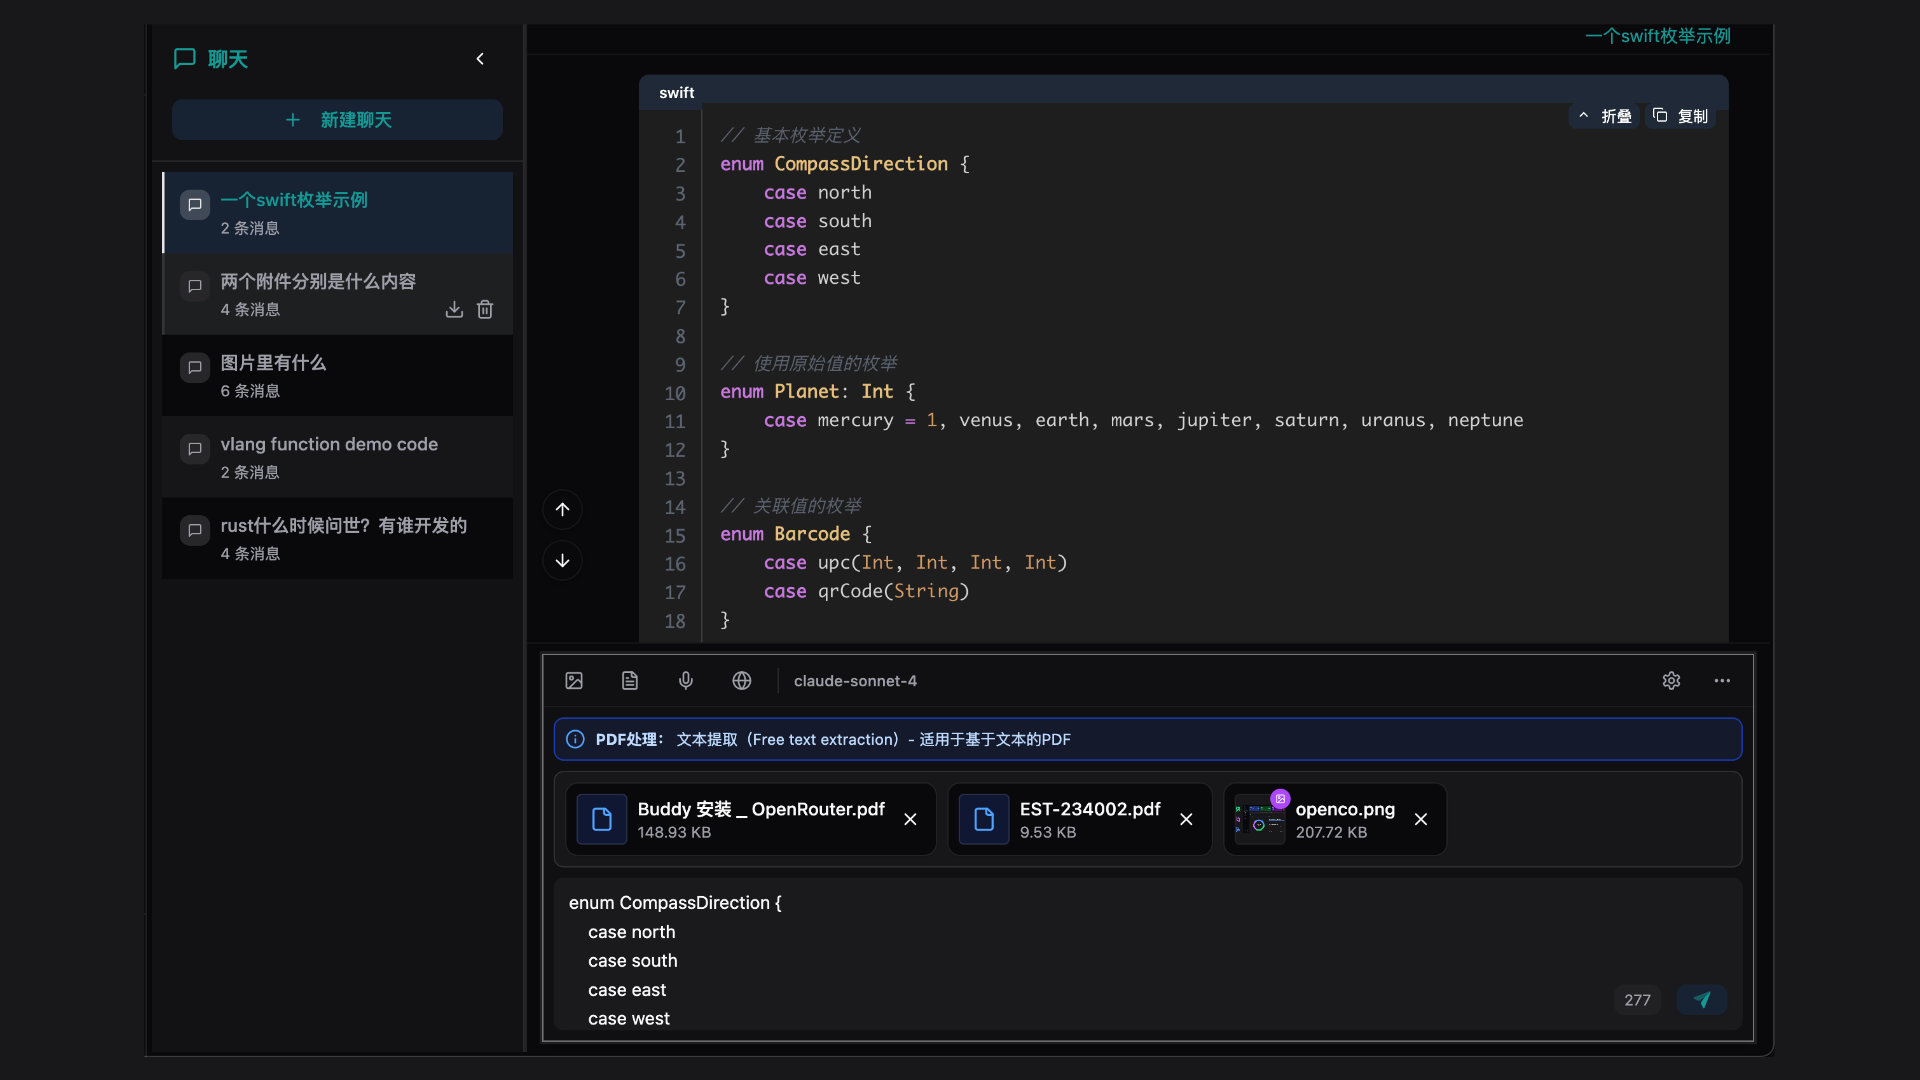 聊天
新建聊天
一个swift枚举示例
2 条消息
两个附件分别是什么内容
4 条消息
图片里有什么
6 条消息
vlang function demo code
2 条消息
rust什么时候问世？有谁开发的
4 条消息
一个swift枚举示例
swift
折叠 复制
1 // 基本枚举定义
2 enum CompassDirection {
3     case north
4     case south
5     case east
6     case west
7 }
8
9 // 使用原始值的枚举
10 enum Planet: Int {
11     case mercury = 1, venus, earth, mars, jupiter, saturn, uranus, neptune
12 }
13
14 // 关联值的枚举
15 enum Barcode {
16     case upc(Int, Int, Int, Int)
17     case qrCode(String)
18 }
claude-sonnet-4
PDF处理： 文本提取（Free text extraction）- 适用于基于文本的PDF
Buddy 安装 _ OpenRouter.pdf
148.93 KB
EST-234002.pdf
9.53 KB
openco.png
207.72 KB
enum CompassDirection {
    case north
    case south
    case east
    case west
277